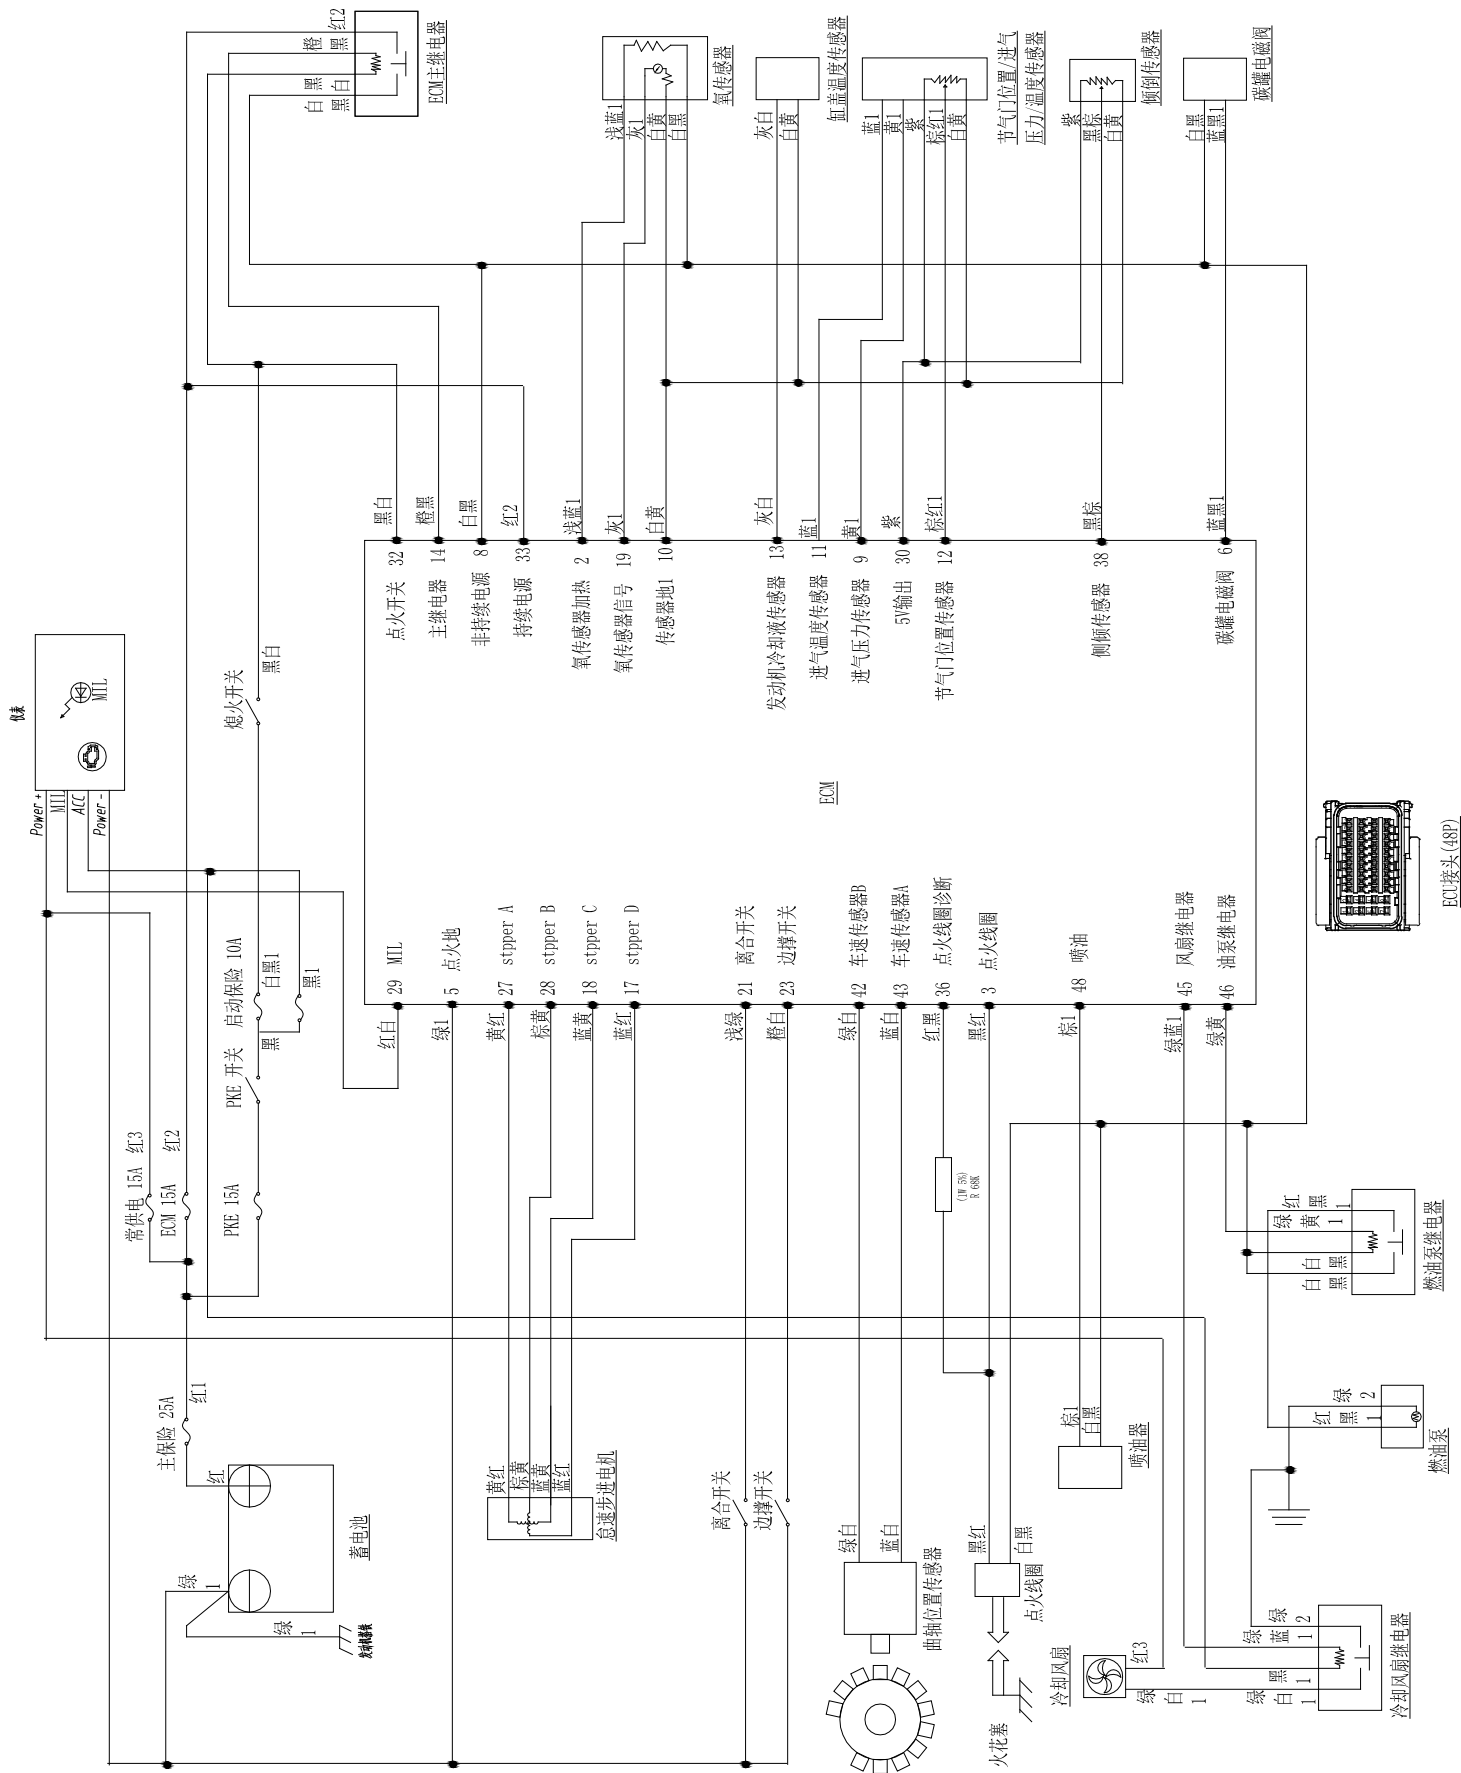 ECM主继电器
红2
橙黑
黑白
白黑
氧传感器
浅蓝1
灰1
白黄
白黑
缸盖温度传感器
灰白
白黄
节气门位置/进气
压力/温度传感器
蓝1
黄1
紫
棕红1
白黄
倾倒传感器
紫
黑棕
白黄
碳罐电磁阀
白黑
蓝黑1
仪表
MIL
Power +
MIL
ACC
Power -
熄火开关
黑白
启动保险 10A
白黑1
黑1
黑
PKE 开关
常供电 15A 红3
ECM 15A 红2
PKE 15A
主保险 25A
红1
红
蓄电池
绿1
绿1
发动机搭铁
黑白
橙黑
白黑
红2
浅蓝1
灰1
白黄
灰白
蓝1
黄1
紫
棕红1
黑棕
蓝黑1
点火开关 32
主继电器 14
非持续电源 8
持续电源 33
氧传感器加热 2
氧传感器信号 19
传感器地1 10
发动机冷却液传感器 13
进气温度传感器 11
进气压力传感器 9
5V输出 30
节气门位置传感器 12
侧倾传感器 38
碳罐电磁阀 6
ECM
29 MIL
5 点火地
27 stpper A
28 stpper B
18 stpper C
17 stpper D
21 离合开关
23 边撑开关
42 车速传感器B
43 车速传感器A
36 点火线圈诊断
3 点火线圈
48 喷油
45 风扇继电器
46 油泵继电器
红白
绿1
黄红
棕黄
蓝黄
蓝红
浅绿
橙白
绿白
蓝白
红黑
黑红
棕1
绿蓝1
绿黄
(1W 5%)
R 68K
黄红
棕黄
蓝黄
蓝红
怠速步进电机
离合开关
边撑开关
绿白
蓝白
曲轴位置传感器
黑红
白黑
点火线圈
火花塞
棕1
白黑
喷油器
冷却风扇
红3
绿白1
绿2
绿蓝1
黑1
绿白1
冷却风扇继电器
红黑1
绿黄1
白黑
白黑
燃油泵继电器
绿2
红黑1
燃油泵
ECU接头(48P)